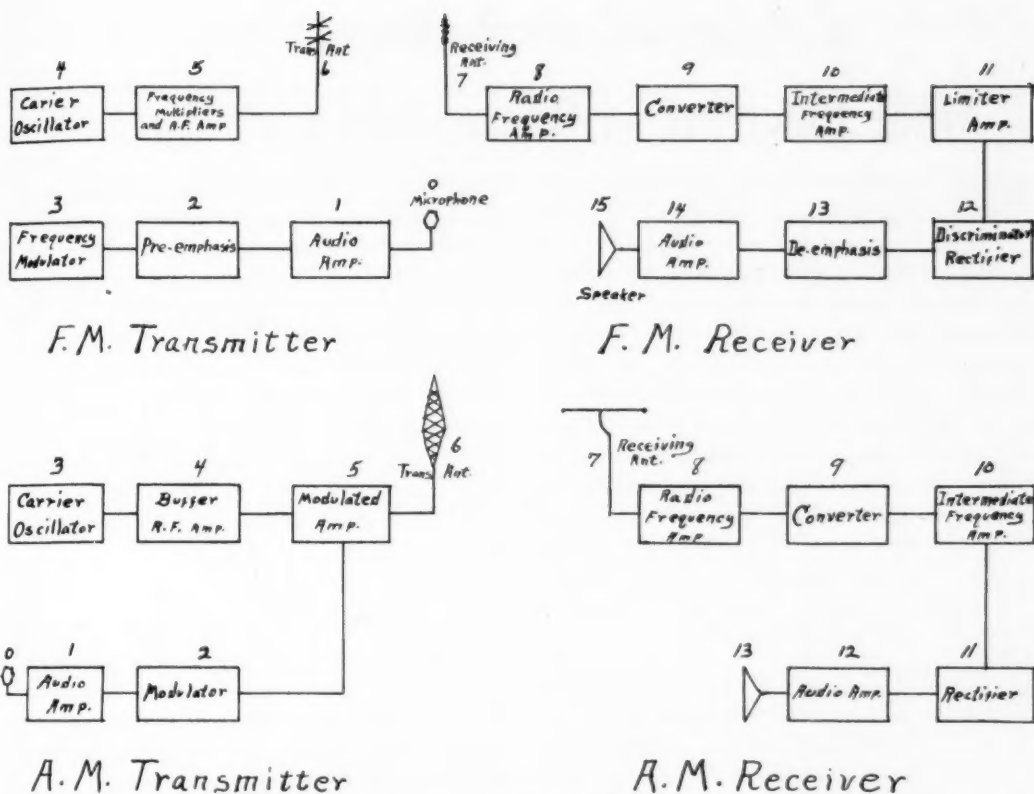 4
Carier
Oscillator
5
Frequency
Multipliers
and R.F. Amp
Trans Ant
6
Receiving
Ant.
7
8
Radio
Frequency
Amp.
9
Converter
10
Intermediate
Frequency
Amp.
11
Limiter
Amp.
3
Frequency
Modulator
2
Pre-emphasis
1
Audio
Amp.
0
Microphone
15
Speaker
14
Audio
Amp.
13
De-emphasis
12
Discriminator
Rectifier
F.M. Transmitter
F.M. Receiver
3
Carrier
Oscillator
4
Buffer
R.F. Amp.
5
Modulated
Amp.
6
Trans Ant.
7
Receiving
Ant.
8
Radio
Frequency
Amp
9
Converter
10
Intermediate
Frequency
Amp.
0
1
Audio
Amp.
2
Modulator
13
12
Audio Amp.
11
Rectifier
A.M. Transmitter
A.M. Receiver